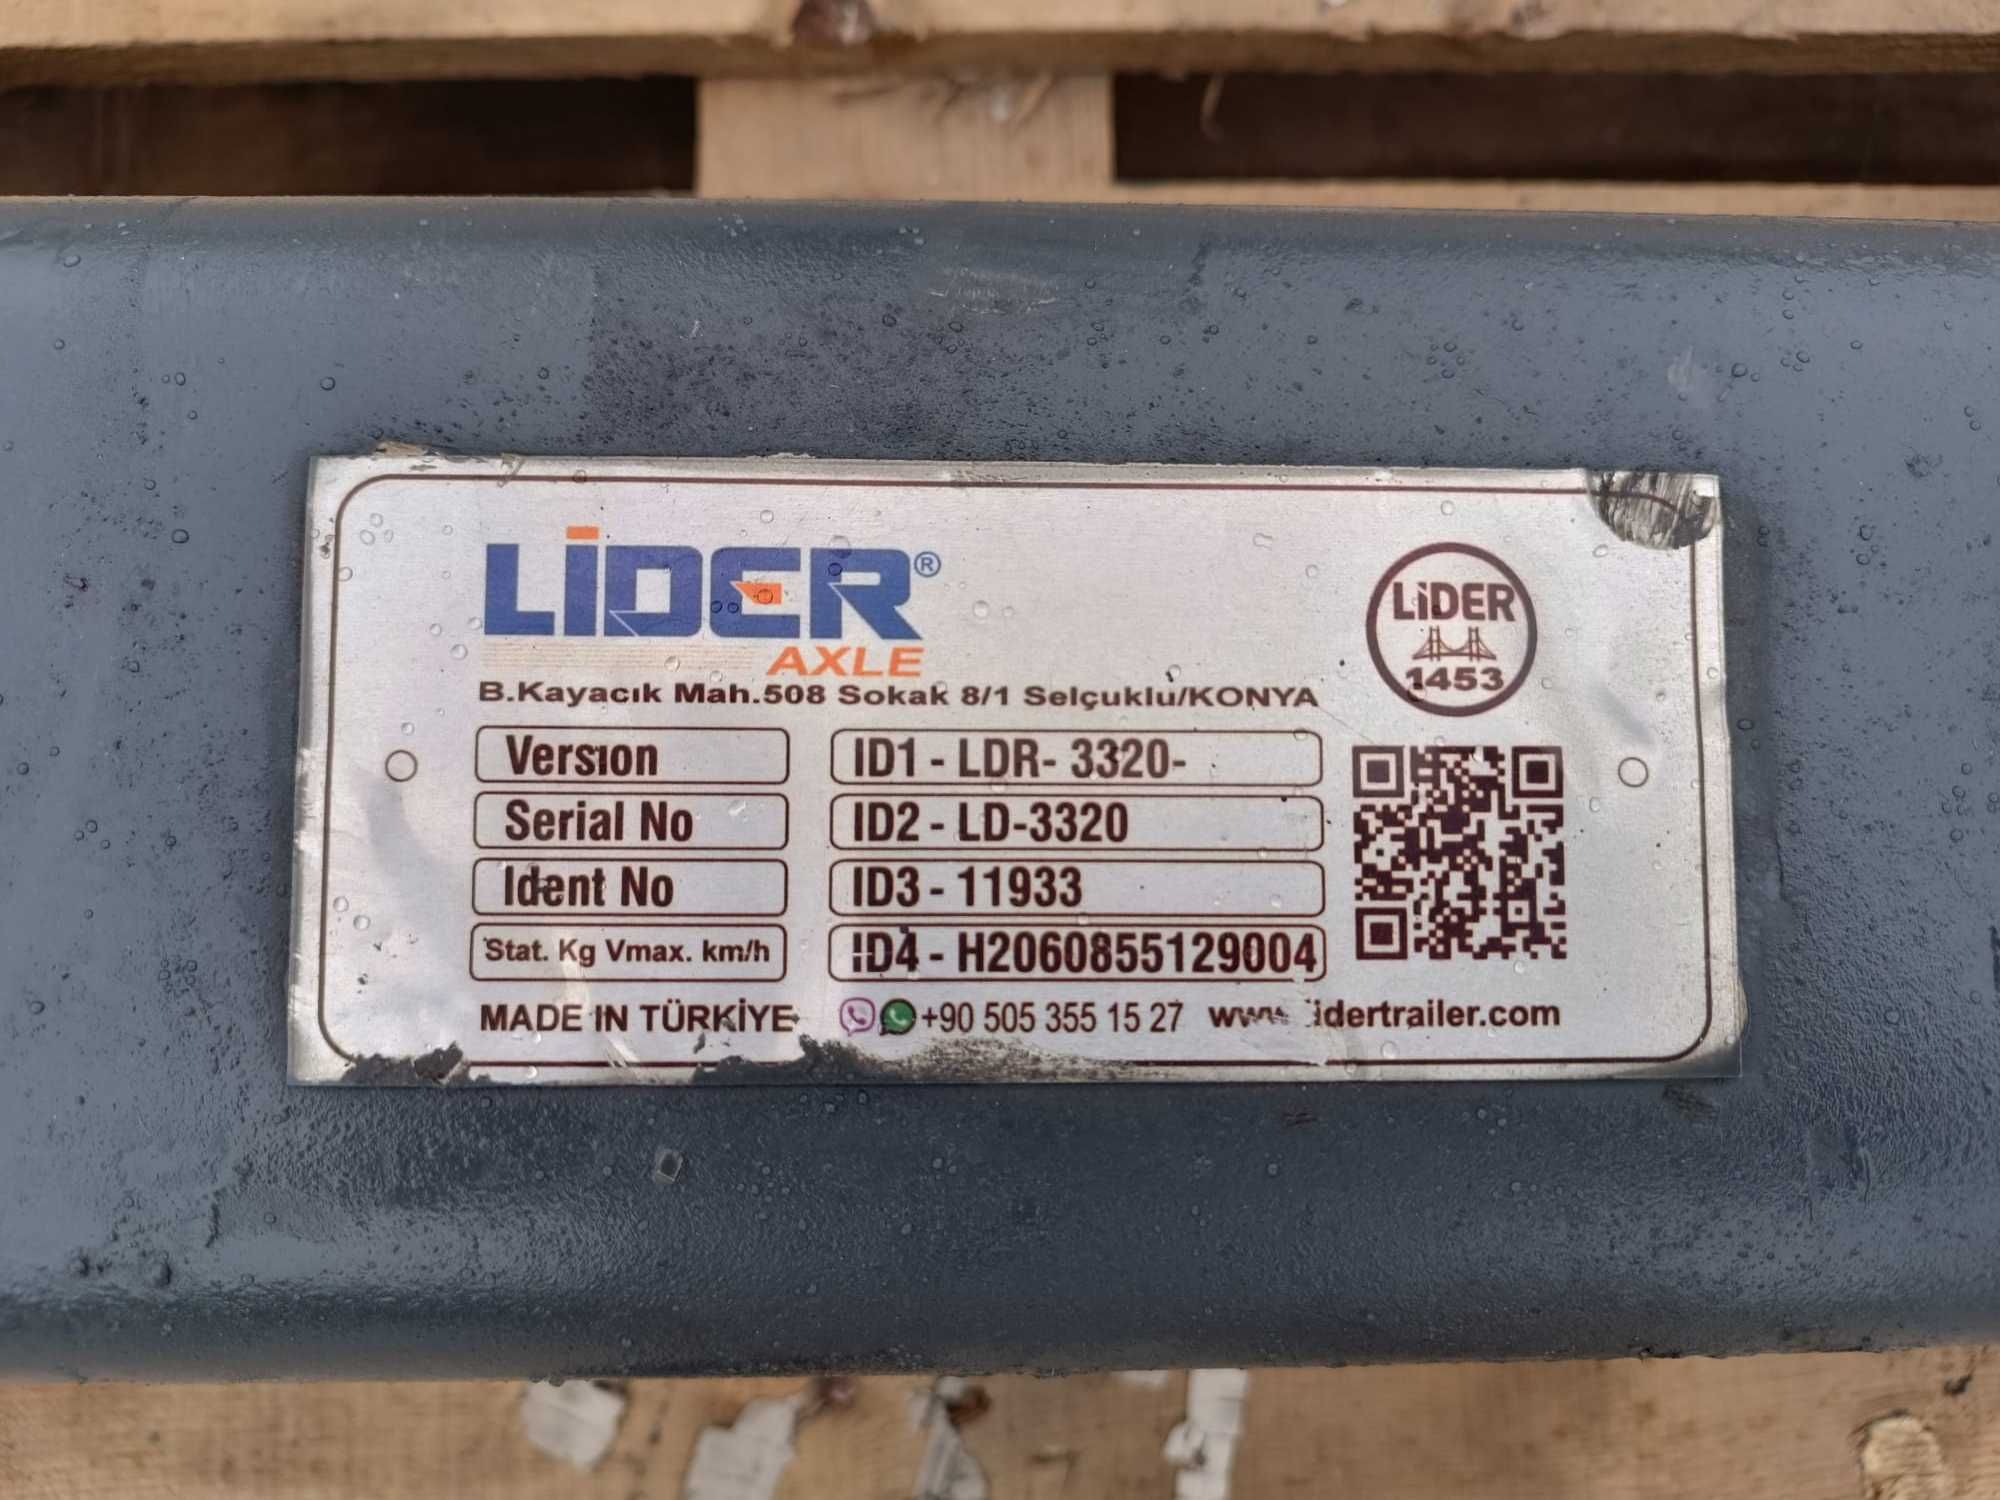 LİDER®
AXLE
B.Kayacık Mah.508 Sokak 8/1 Selçuklu/KONYA
LİDER
1453
Version ID1 - LDR- 3320-
Serial No ID2 - LD-3320
Ident No ID3 - 11933
Stat. Kg Vmax. km/h ID4 - H2060855129004
MADE IN TÜRKİYE +90 505 355 15 27 www.lidertrailer.com